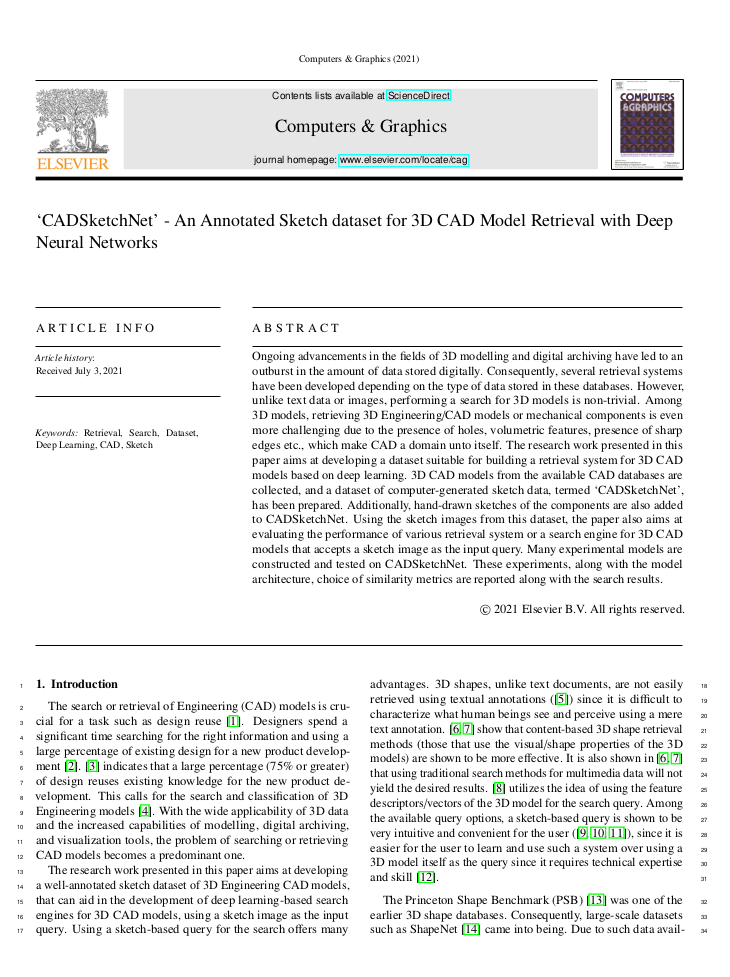 Computers & Graphics (2021)
Contents lists available at ScienceDirect
Computers & Graphics
journal homepage: www.elsevier.com/locate/cag
ELSEVIER
COMPUTERS
&GRAPHICS
‘CADSketchNet’ - An Annotated Sketch dataset for 3D CAD Model Retrieval with Deep
Neural Networks
ARTICLE INFO
Article history:
Received July 3, 2021
Keywords: Retrieval, Search, Dataset,
Deep Learning, CAD, Sketch
ABSTRACT
Ongoing advancements in the fields of 3D modelling and digital archiving have led to an
outburst in the amount of data stored digitally. Consequently, several retrieval systems
have been developed depending on the type of data stored in these databases. However,
unlike text data or images, performing a search for 3D models is non-trivial. Among
3D models, retrieving 3D Engineering/CAD models or mechanical components is even
more challenging due to the presence of holes, volumetric features, presence of sharp
edges etc., which make CAD a domain unto itself. The research work presented in this
paper aims at developing a dataset suitable for building a retrieval system for 3D CAD
models based on deep learning. 3D CAD models from the available CAD databases are
collected, and a dataset of computer-generated sketch data, termed ‘CADSketchNet’,
has been prepared. Additionally, hand-drawn sketches of the components are also added
to CADSketchNet. Using the sketch images from this dataset, the paper also aims at
evaluating the performance of various retrieval system or a search engine for 3D CAD
models that accepts a sketch image as the input query. Many experimental models are
constructed and tested on CADSketchNet. These experiments, along with the model
architecture, choice of similarity metrics are reported along with the search results.
© 2021 Elsevier B.V. All rights reserved.
1 1. Introduction
2 The search or retrieval of Engineering (CAD) models is cru-
3 cial for a task such as design reuse [1]. Designers spend a
4 significant time searching for the right information and using a
5 large percentage of existing design for a new product develop-
6 ment [2]. [3] indicates that a large percentage (75% or greater)
7 of design reuses existing knowledge for the new product de-
8 velopment. This calls for the search and classification of 3D
9 Engineering models [4]. With the wide applicability of 3D data
10 and the increased capabilities of modelling, digital archiving,
11 and visualization tools, the problem of searching or retrieving
12 CAD models becomes a predominant one.
13 The research work presented in this paper aims at developing
14 a well-annotated sketch dataset of 3D Engineering CAD models,
15 that can aid in the development of deep learning-based search
16 engines for 3D CAD models, using a sketch image as the input
17 query. Using a sketch-based query for the search offers many
advantages. 3D shapes, unlike text documents, are not easily 18
retrieved using textual annotations ([5]) since it is difficult to 19
characterize what human beings see and perceive using a mere 20
text annotation. [6, 7] show that content-based 3D shape retrieval 21
methods (those that use the visual/shape properties of the 3D 22
models) are shown to be more effective. It is also shown in [6, 7] 23
that using traditional search methods for multimedia data will not 24
yield the desired results. [8] utilizes the idea of using the feature 25
descriptors/vectors of the 3D model for the search query. Among 26
the available query options, a sketch-based query is shown to be 27
very intuitive and convenient for the user ([9, 10, 11]), since it is 28
easier for the user to learn and use such a system over using a 29
3D model itself as the query since it requires technical expertise 30
and skill [12]. 31
The Princeton Shape Benchmark (PSB) [13] was one of the 32
earlier 3D shape databases. Consequently, large-scale datasets 33
such as ShapeNet [14] came into being. Due to such data avail- 34